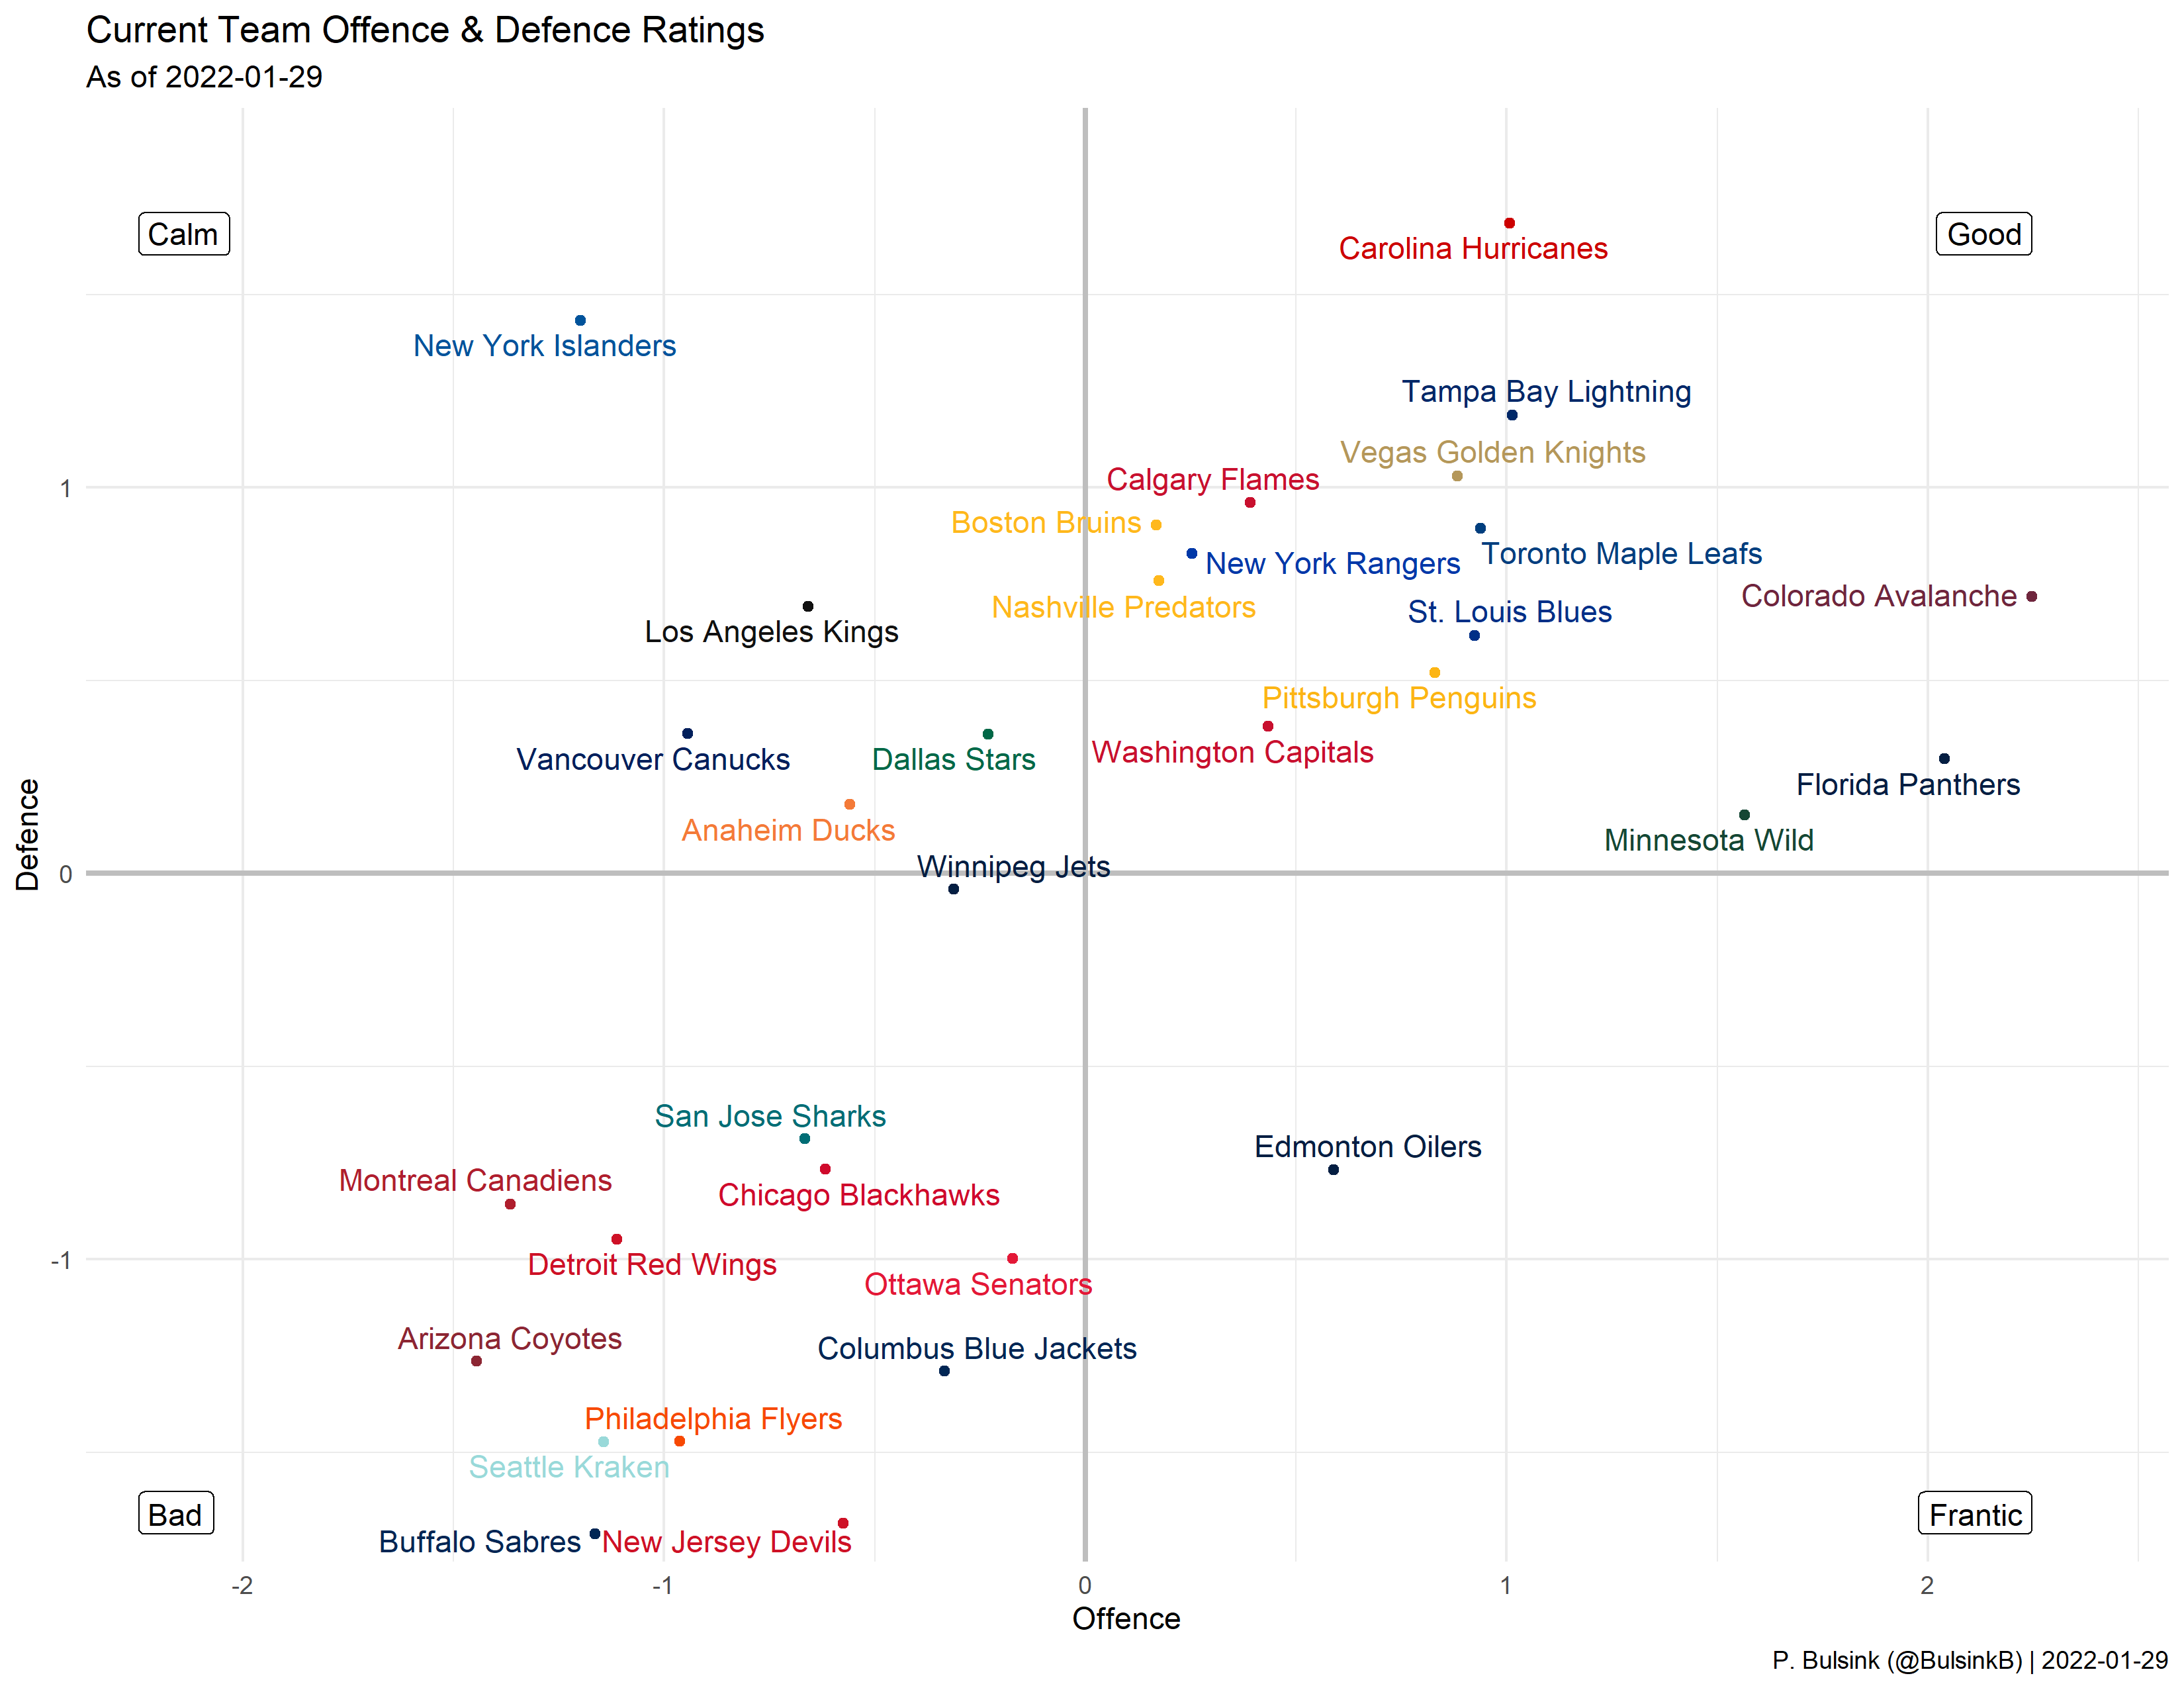 Current Team Offence & Defence Ratings
As of 2022-01-29
Calm
Good
Carolina Hurricanes
New York Islanders
Tampa Bay Lightning
Vegas Golden Knights
Calgary Flames
1
Boston Bruins
Toronto Maple Leafs
New York Rangers
Colorado Avalanche
Nashville Predators
St. Louis Blues
Los Angeles Kings
Pittsburgh Penguins
Washington Capitals
Vancouver Canucks
Dallas Stars
Florida Panthers
Anaheim Ducks
Minnesota Wild
Defence
Winnipeg Jets
0
San Jose Sharks
Edmonton Oilers
Montreal Canadiens
Chicago Blackhawks
-1
Detroit Red Wings
Ottawa Senators
Arizona Coyotes
Columbus Blue Jackets
Philadelphia Flyers
Seattle Kraken
Bad
Frantic
Buffalo Sabres
New Jersey Devils
-2
-1
0
1
2
Offence
P. Bulsink (@BulsinkB) | 2022-01-29